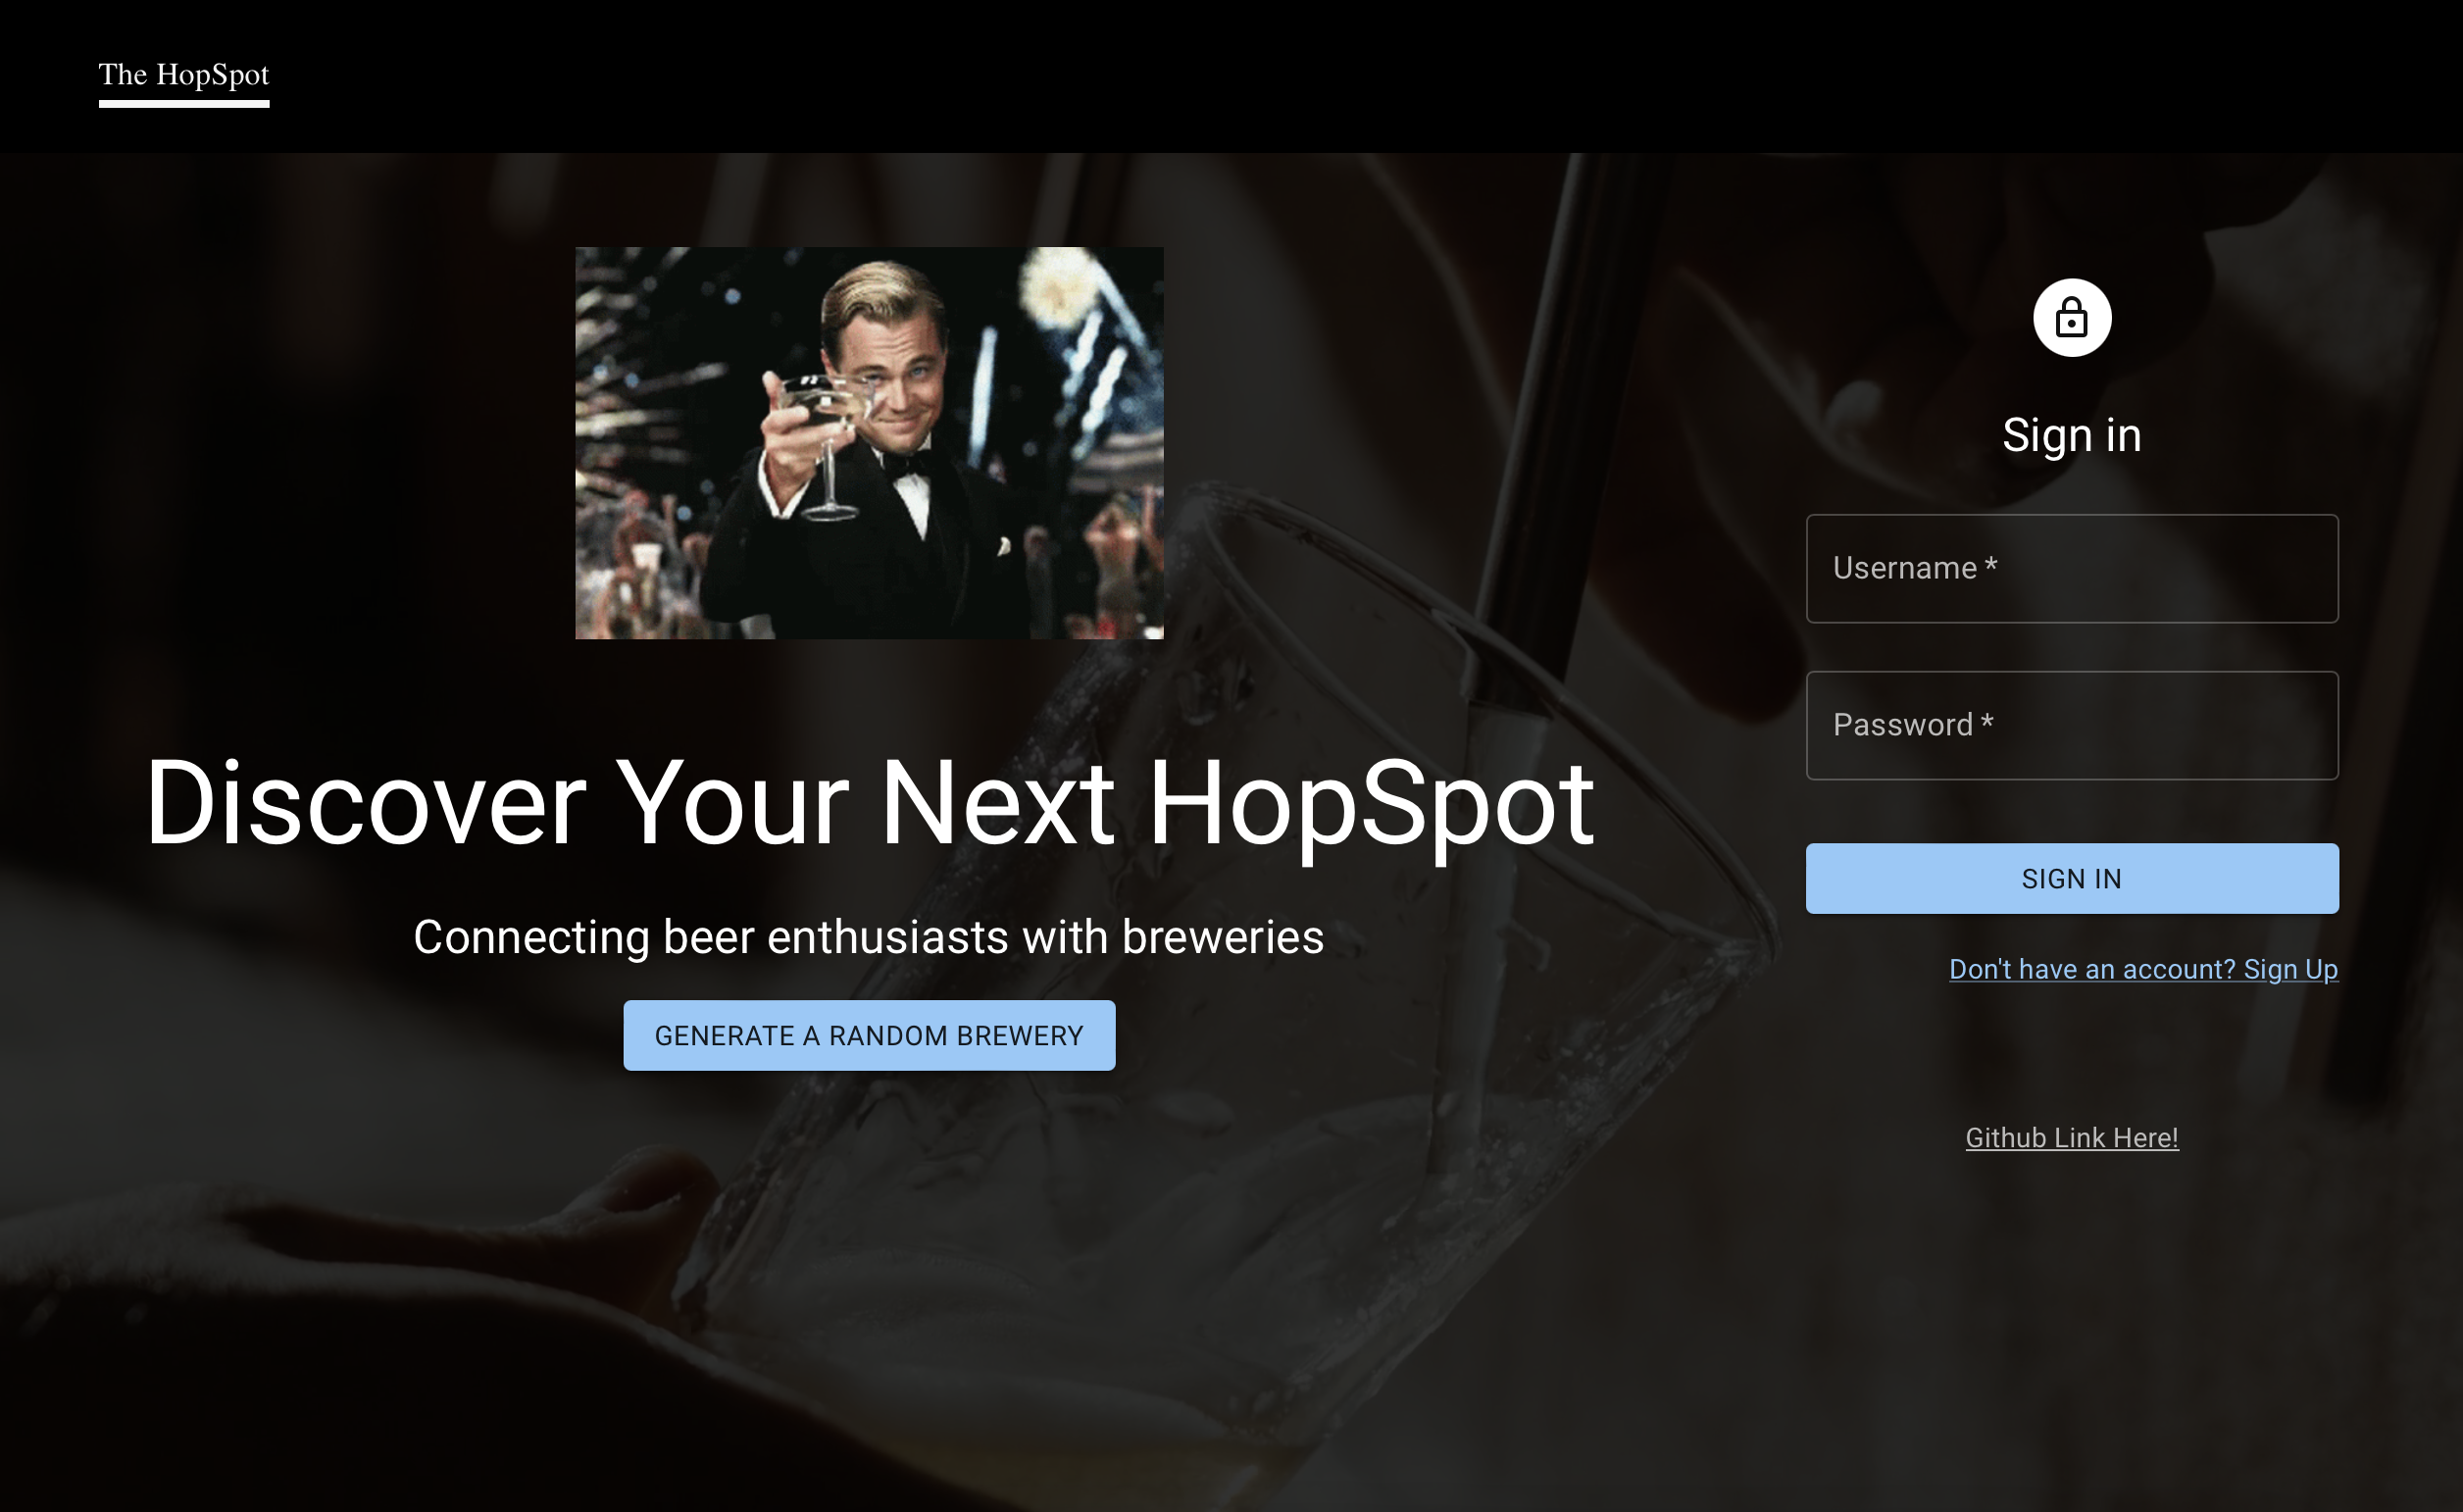 The HopSpot
Discover Your Next HopSpot
Connecting beer enthusiasts with breweries
GENERATE A RANDOM BREWERY
Sign in
Username *
Password *
SIGN IN
Don't have an account? Sign Up
Github Link Here!